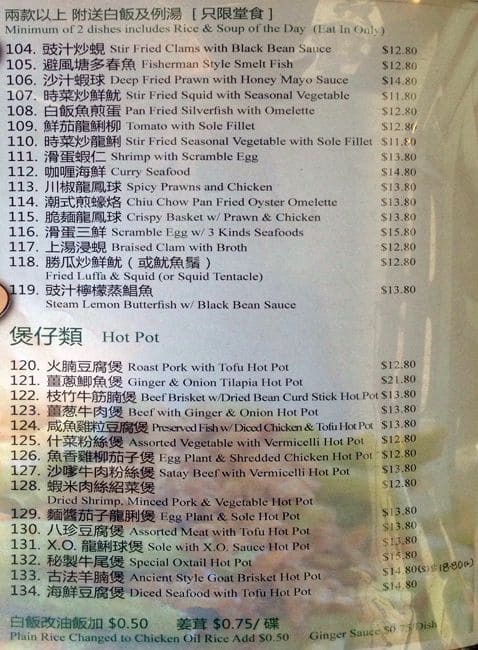 兩款以上 附送白飯及例湯 [ 只限堂食 ]
Minimum of 2 dishes includes Rice & Soup of the Day (Eat In Only)
104. 豉汁炒蜆 Stir Fried Clams with Black Bean Sauce $12.80
105. 避風塘多春魚 Fisherman Style Smelt Fish $12.80
106. 沙汁蝦球 Deep Fried Prawn with Honey Mayo Sauce $14.80
107. 時菜炒鮮魷 Stir Fried Squid with Seasonal Vegetable $11.80
108. 白飯魚煎蛋 Pan Fried Silverfish with Omelette $12.80
109. 鮮茄龍脷柳 Tomato with Sole Fillet $12.80
110. 時菜炒龍脷 Stir Fried Seasonal Vegetable with Sole Fillet $11.80
111. 滑蛋蝦仁 Shrimp with Scramble Egg $13.80
112. 咖喱海鮮 Curry Seafood $14.80
113. 川椒龍鳳球 Spicy Prawns and Chicken $13.80
114. 潮式煎蠔烙 Chiu Chow Pan Fried Oyster Omelette $13.80
115. 脆麵龍鳳球 Crispy Basket w/ Prawn & Chicken $13.80
116. 滑蛋三鮮 Scramble Egg w/ 3 Kinds Seafoods $15.80
117. 上湯浸蜆 Braised Clam with Broth $12.80
118. 勝瓜炒鮮魷 ( 或魷魚鬚 ) $12.80
Fried Luffa & Squid (or Squid Tentacle)
119. 豉汁檸檬蒸鯧魚 $13.80
Steam Lemon Butterfish w/ Black Bean Sauce
煲仔類 Hot Pot
120. 火腩豆腐煲 Roast Pork with Tofu Hot Pot $12.80
121. 薑蔥鯽魚煲 Ginger & Onion Tilapia Hot Pot $21.80
122. 枝竹牛筋腩煲 Beef Brisket w/Dried Bean Curd Stick Hot Pot $13.80
123. 薑葱牛肉煲 Beef with Ginger & Onion Hot Pot $13.80
124. 咸魚雞粒豆腐煲 Preserved Fish w/ Diced Chicken & Tofu Hot Pot $13.80
125. 什菜粉絲煲 Assorted Vegetable with Vermicelli Hot Pot $12.80
126. 魚香雞柳茄子煲 Egg Plant & Shredded Chicken Hot Pot $12.80
127. 沙嗲牛肉粉絲煲 Satay Beef with Vermicelli Hot Pot $13.80
128. 蝦米肉絲紹菜煲 $12.80
Dried Shrimp, Minced Pork & Vegetable Hot Pot
129. 麵醬茄子龍脷煲 Egg Plant & Sole Hot Pot $13.80
130. 八珍豆腐煲 Assorted Meat with Tofu Hot Pot $13.80
131. X.O. 龍脷球煲 Sole with X.O. Sauce Hot Pot $13.80
132. 秘製牛尾煲 Special Oxtail Hot Pot $15.80
133. 古法羊腩煲 Ancient Style Goat Brisket Hot Pot $14.80
134. 海鮮豆腐煲 Diced Seafood with Tofu Hot Pot $14.80
白飯改油飯加 $0.50 姜茸 $0.75/ 碟
Plain Rice Changed to Chicken Oil Rice Add $0.50 Ginger Sauce $0.75/Dish